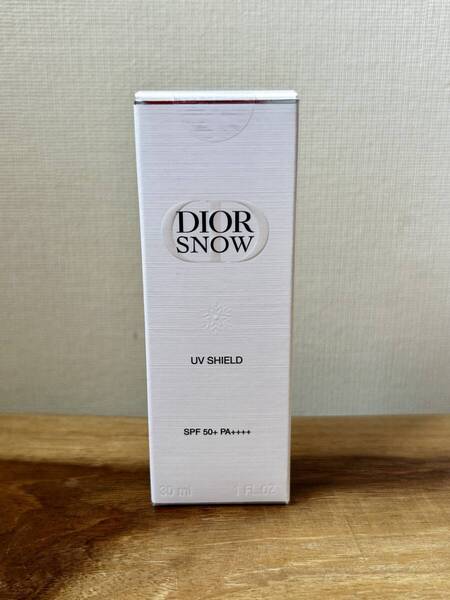 DIOR
SNOW
UV SHIELD
SPF 50+ PA++++
30 ml 1 FL.OZ